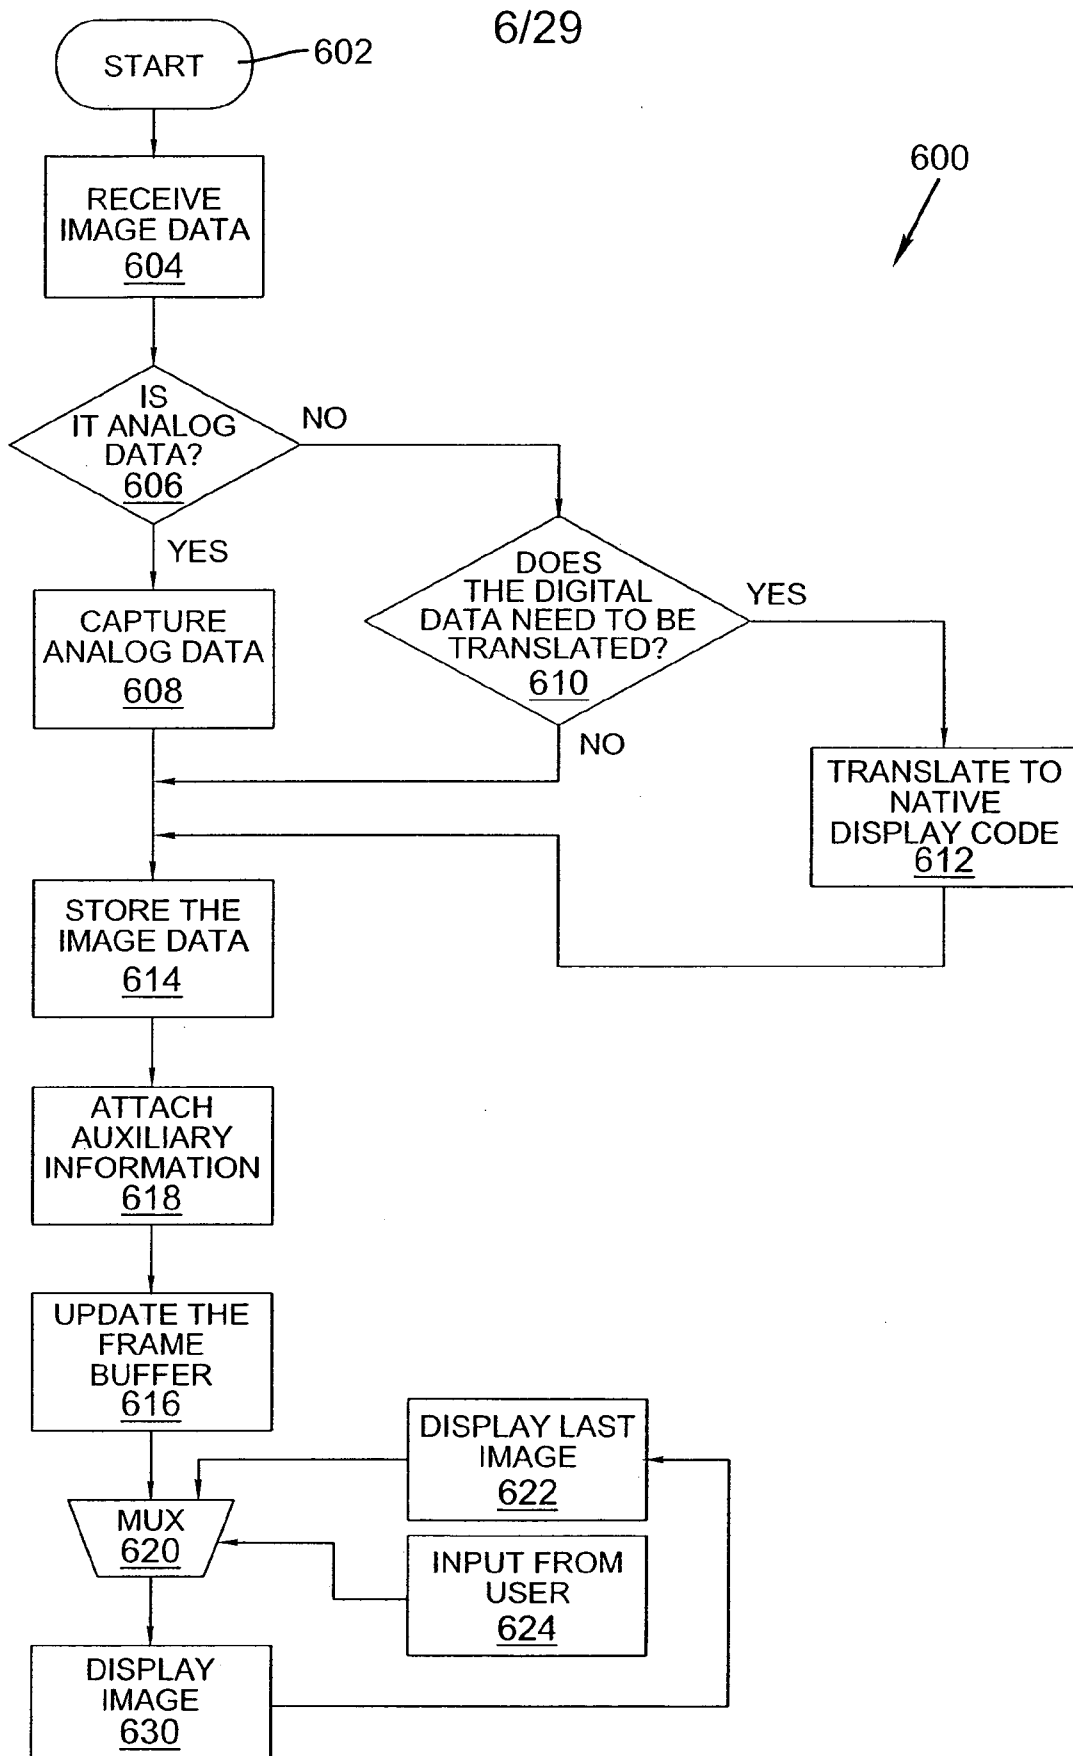 6/29
START
602
600
RECEIVE
IMAGE DATA
604
IS
IT ANALOG
DATA?
606
NO
YES
DOES
THE DIGITAL
DATA NEED TO BE
TRANSLATED?
610
YES
NO
CAPTURE
ANALOG DATA
608
TRANSLATE TO
NATIVE
DISPLAY CODE
612
STORE THE
IMAGE DATA
614
ATTACH
AUXILIARY
INFORMATION
618
UPDATE THE
FRAME
BUFFER
616
DISPLAY LAST
IMAGE
622
MUX
620
INPUT FROM
USER
624
DISPLAY
IMAGE
630